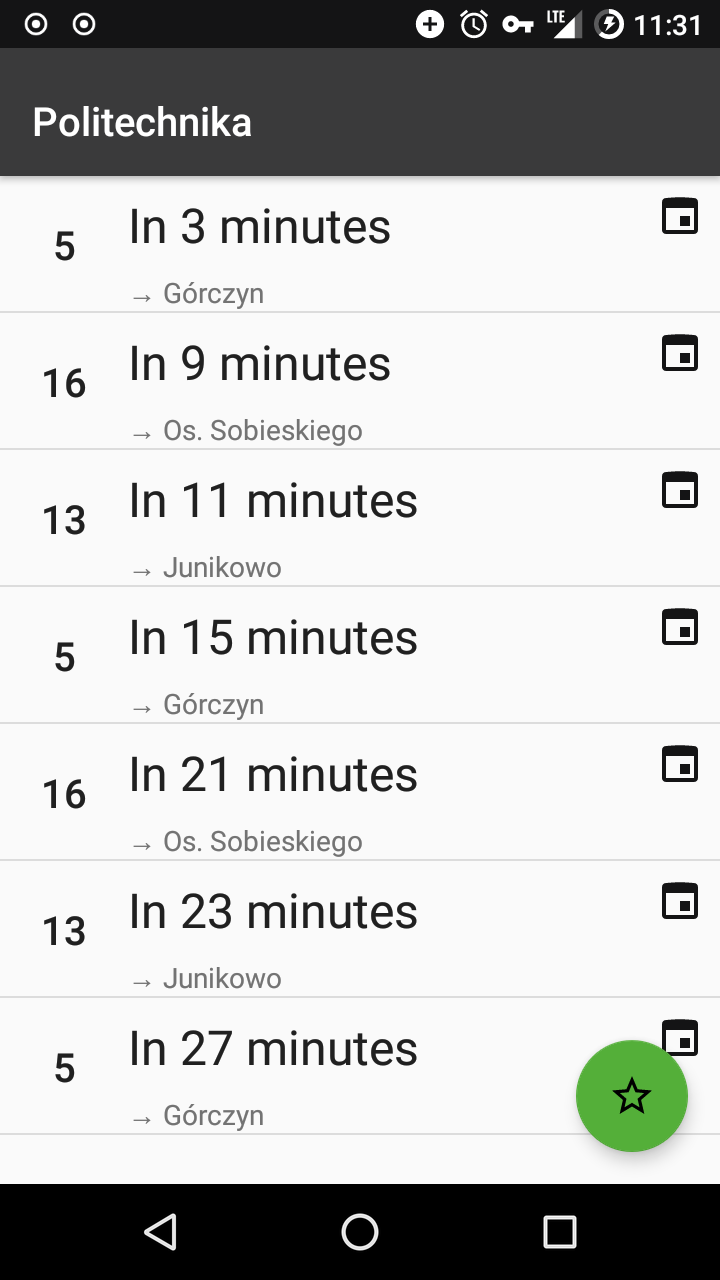 LTE 11:31
Politechnika
5
In 3 minutes
→ Górczyn
16
In 9 minutes
→ Os. Sobieskiego
13
In 11 minutes
→ Junikowo
5
In 15 minutes
→ Górczyn
16
In 21 minutes
→ Os. Sobieskiego
13
In 23 minutes
→ Junikowo
5
In 27 minutes
→ Górczyn